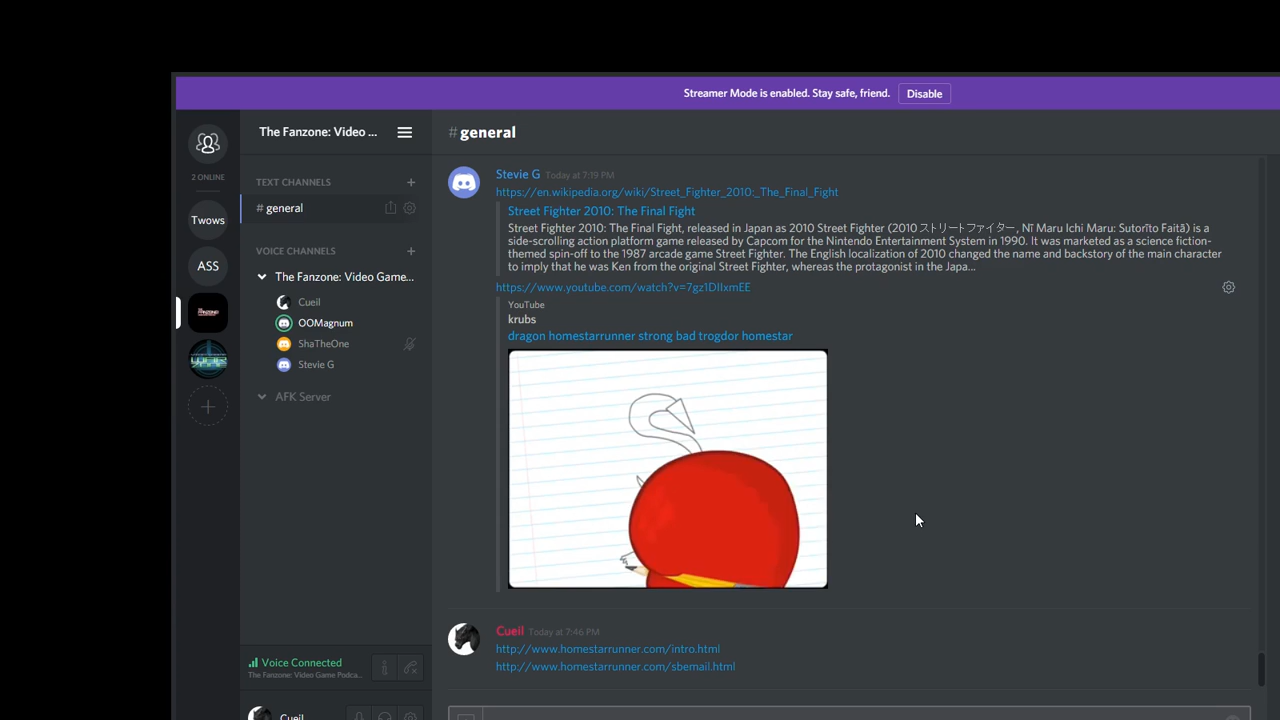 Streamer Mode is enabled. Stay safe, friend.
Disable
The Fanzone: Video ...
#general
2 ONLINE
TEXT CHANNELS
# general
Twows
VOICE CHANNELS
ASS
The Fanzone: Video Game...
Cueil
OOMagnum
ShaTheOne
Stevie G
AFK Server
Stevie G Today at 7:19 PM
https://en.wikipedia.org/wiki/Street_Fighter_2010:_The_Final_Fight
Street Fighter 2010: The Final Fight
Street Fighter 2010: The Final Fight, released in Japan as 2010 Street Fighter (2010 ストリートファイター, Nī Maru Ichi Maru: Sutorīto Faitā) is a
side-scrolling action platform game released by Capcom for the Nintendo Entertainment System in 1990. It was marketed as a science fiction-
themed spin-off to the 1987 arcade game Street Fighter. The English localization of 2010 changed the name and backstory of the main character
to imply that he was Ken from the original Street Fighter, whereas the protagonist in the Japa...
https://www.youtube.com/watch?v=7gz1DIIxmEE
YouTube
krubs
dragon homestarrunner strong bad trogdor homestar
Cueil Today at 7:46 PM
http://www.homestarrunner.com/intro.html
http://www.homestarrunner.com/sbemail.html
Voice Connected
The Fanzone: Video Game Podca...
Cueil